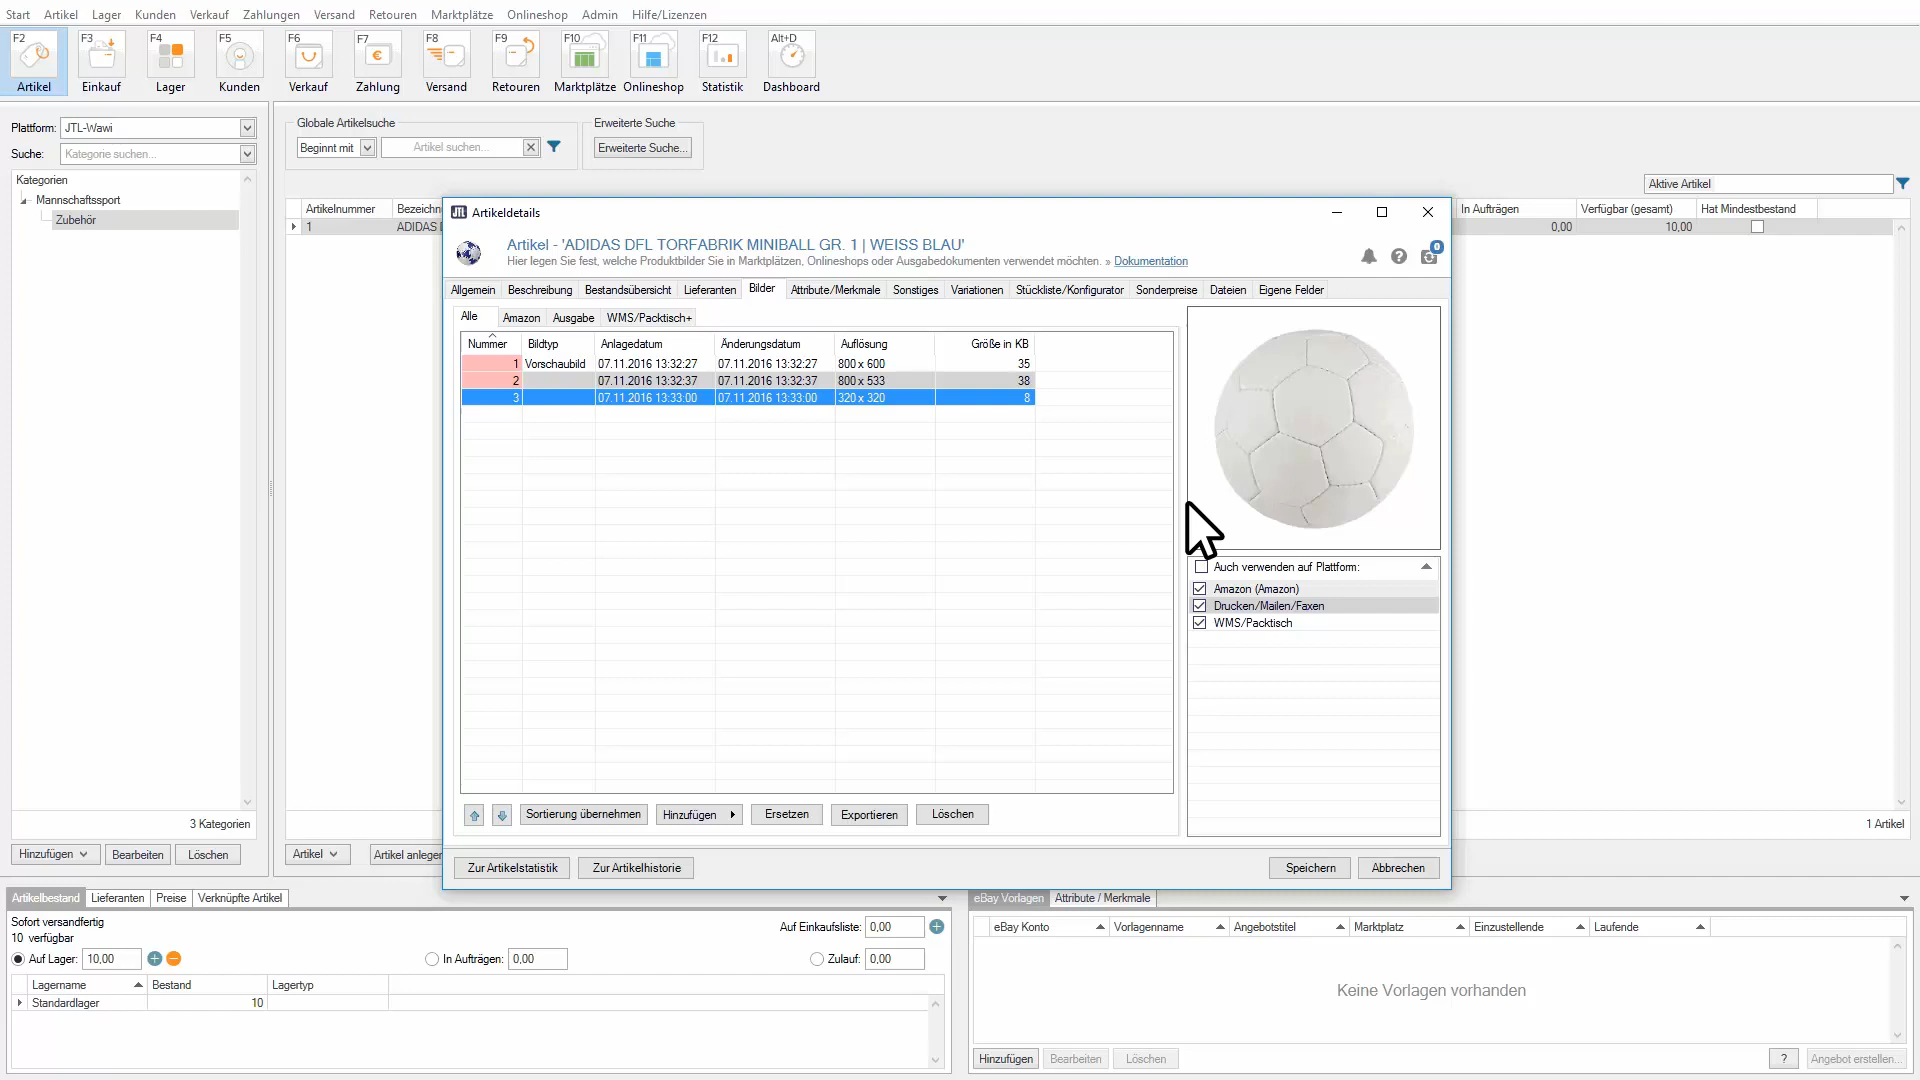 Start Artikel Lager Kunden Verkauf Zahlungen Versand Retouren Marktplätze Onlineshop Admin Hilfe/Lizenzen
F2 F3 F4 F5 F6 F7 F8 F9 F10 F11 F12 Alt+D
Artikel Einkauf Lager Kunden Verkauf Zahlung Versand Retouren Marktplätze Onlineshop Statistik Dashboard
Plattform: JTL-Wawi
Suche: Kategorie suchen...
Kategorien
Mannschaftssport
Zubehör
3 Kategorien
Hinzufügen Bearbeiten Löschen
Globale Artikelsuche
Beginnt mit Artikel suchen...
Erweiterte Suche
Erweiterte Suche...
Aktive Artikel
Artikelnummer Bezeichn In Aufträgen Verfügbar (gesamt) Hat Mindestbestand
1 ADIDAS D 0,00 10,00
1 Artikel
Artikel Artikel anlegen
JTL Artikeldetails
Artikel - 'ADIDAS DFL TORFABRIK MINIBALL GR. 1 | WEISS BLAU'
Hier legen Sie fest, welche Produktbilder Sie in Marktplätzen, Onlineshops oder Ausgabedokumenten verwendet möchten. » Dokumentation
0
Allgemein Beschreibung Bestandsübersicht Lieferanten Bilder Attribute/Merkmale Sonstiges Variationen Stückliste/Konfigurator Sonderpreise Dateien Eigene Felder
Alle Amazon Ausgabe WMS/Packtisch+
Nummer Bildtyp Anlagedatum Änderungsdatum Auflösung Größe in KB
1 Vorschaubild 07.11.2016 13:32:27 07.11.2016 13:32:27 800 x 600 35
2 07.11.2016 13:32:37 07.11.2016 13:32:37 800 x 533 38
3 07.11.2016 13:33:00 07.11.2016 13:33:00 320 x 320 8
Auch verwenden auf Plattform:
Amazon (Amazon)
Drucken/Mailen/Faxen
WMS/Packtisch
Sortierung übernehmen Hinzufügen Ersetzen Exportieren Löschen
Zur Artikelstatistik Zur Artikelhistorie Speichern Abbrechen
Artikelbestand Lieferanten Preise Verknüpfte Artikel
Sofort versandfertig
10 verfügbar
Auf Einkaufsliste: 0,00
Auf Lager: 10,00 In Aufträgen: 0,00 Zulauf: 0,00
Lagername Bestand Lagertyp
Standardlager 10
eBay Vorlagen Attribute / Merkmale
eBay Konto Vorlagenname Angebotstitel Marktplatz Einzustellende Laufende
Keine Vorlagen vorhanden
Hinzufügen Bearbeiten Löschen ? Angebot erstellen...